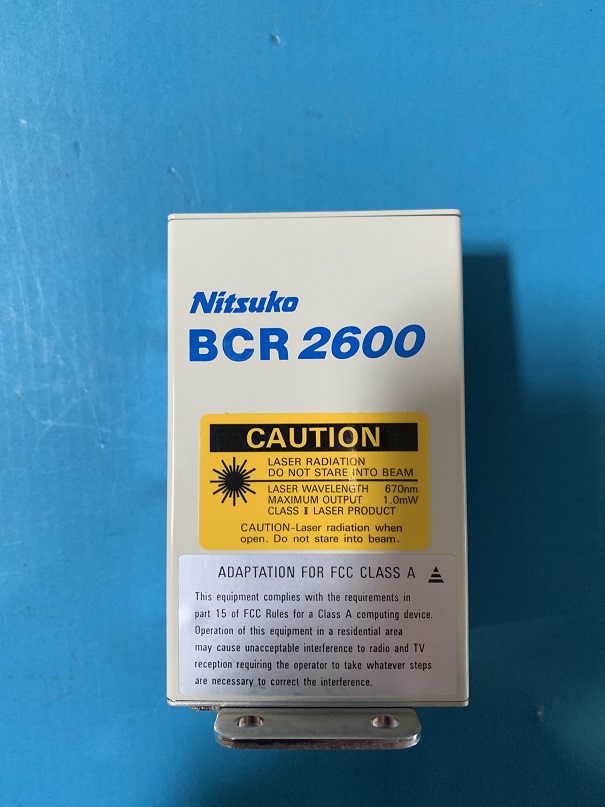 Nitsuko
BCR 2600
CAUTION
LASER RADIATION
DO NOT STARE INTO BEAM
LASER WAVELENGTH 670nm
MAXIMUM OUTPUT 1.0mW
CLASS Ⅱ LASER PRODUCT
CAUTION-Laser radiation when
open. Do not stare into beam.
ADAPTATION FOR FCC CLASS A
This equipment complies with the requirements in
part 15 of FCC Rules for a Class A computing device.
Operation of this equipment in a residential area
may cause unacceptable interference to radio and TV
reception requiring the operator to take whatever steps
are necessary to correct the interference.